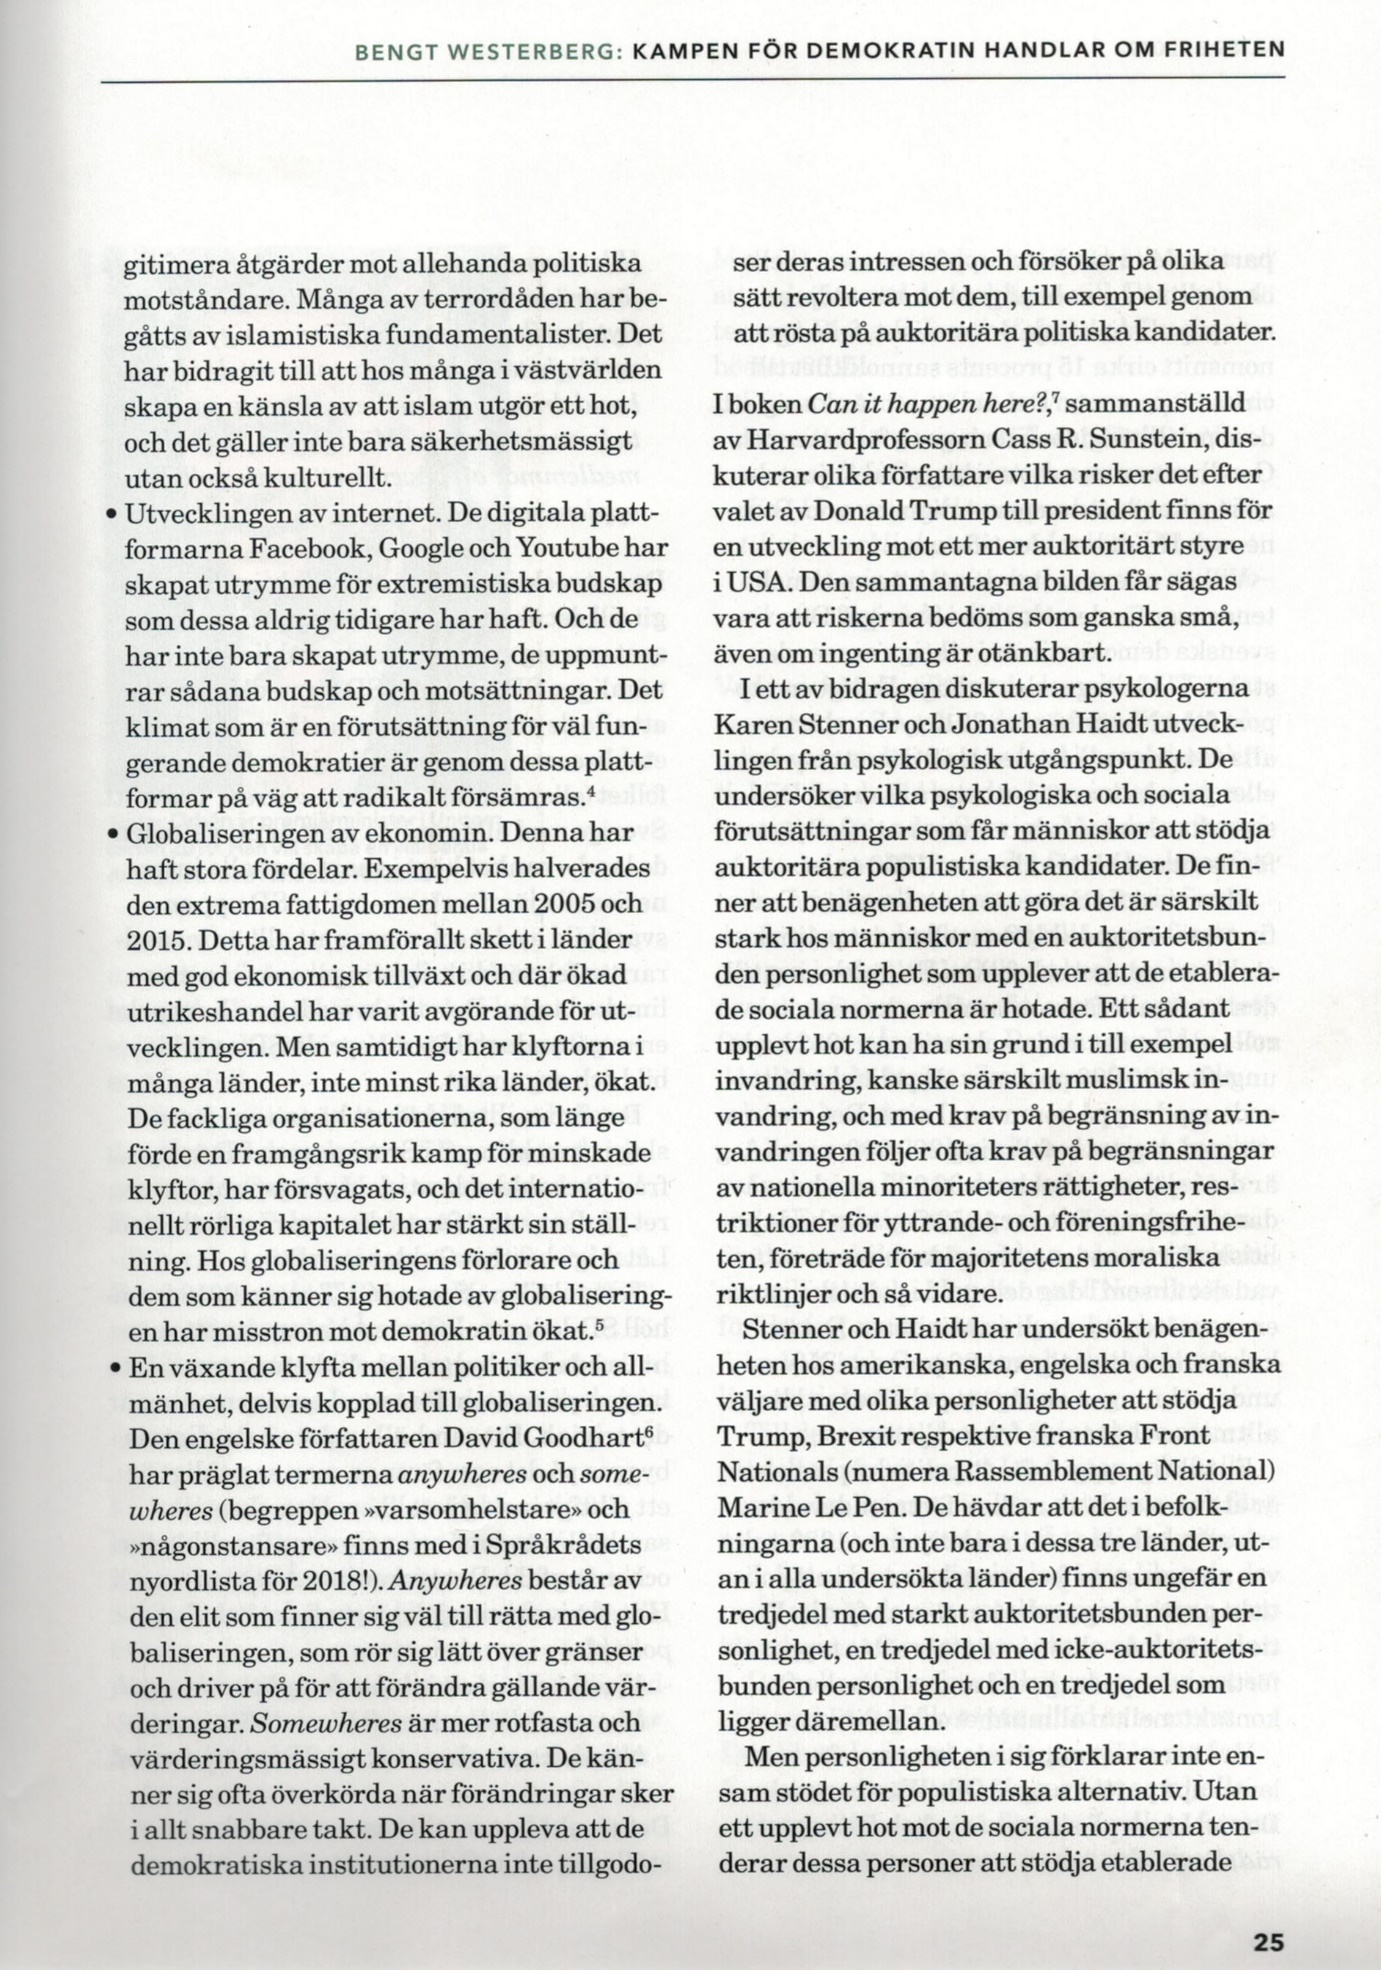 BENGT WESTERBERG: KAMPEN FÖR DEMOKRATIN HANDLAR OM FRIHETEN
gitimera åtgärder mot allehanda politiska
motståndare. Många av terrordåden har be-
gåtts av islamistiska fundamentalister. Det
har bidragit till att hos många i västvärlden
skapa en känsla av att islam utgör ett hot,
och det gäller inte bara säkerhetsmässigt
utan också kulturellt.
• Utvecklingen av internet. De digitala platt-
formarna Facebook, Google och Youtube har
skapat utrymme för extremistiska budskap
som dessa aldrig tidigare har haft. Och de
har inte bara skapat utrymme, de uppmunt-
rar sådana budskap och motsättningar. Det
klimat som är en förutsättning för väl fun-
gerande demokratier är genom dessa platt-
formar på väg att radikalt försämras.⁴
• Globaliseringen av ekonomin. Denna har
haft stora fördelar. Exempelvis halverades
den extrema fattigdomen mellan 2005 och
2015. Detta har framförallt skett i länder
med god ekonomisk tillväxt och där ökad
utrikeshandel har varit avgörande för ut-
vecklingen. Men samtidigt har klyftorna i
många länder, inte minst rika länder, ökat.
De fackliga organisationerna, som länge
förde en framgångsrik kamp för minskade
klyftor, har försvagats, och det internatio-
nellt rörliga kapitalet har stärkt sin ställ-
ning. Hos globaliseringens förlorare och
dem som känner sig hotade av globalisering-
en har misstron mot demokratin ökat.⁵
• En växande klyfta mellan politiker och all-
mänhet, delvis kopplad till globaliseringen.
Den engelske författaren David Goodhart⁶
har präglat termerna anywheres och some-
wheres (begreppen »varsomhelstare» och
»någonstansare» finns med i Språkrådets
nyordlista för 2018!). Anywheres består av
den elit som finner sig väl till rätta med glo-
baliseringen, som rör sig lätt över gränser
och driver på för att förändra gällande vär-
deringar. Somewheres är mer rotfasta och
värderingsmässigt konservativa. De kän-
ner sig ofta överkörda när förändringar sker
i allt snabbare takt. De kan uppleva att de
demokratiska institutionerna inte tillgodo-
ser deras intressen och försöker på olika
sätt revoltera mot dem, till exempel genom
att rösta på auktoritära politiska kandidater.
I boken Can it happen here?,⁷ sammanställd
av Harvardprofessorn Cass R. Sunstein, dis-
kuterar olika författare vilka risker det efter
valet av Donald Trump till president finns för
en utveckling mot ett mer auktoritärt styre
i USA. Den sammantagna bilden får sägas
vara att riskerna bedöms som ganska små,
även om ingenting är otänkbart.
I ett av bidragen diskuterar psykologerna
Karen Stenner och Jonathan Haidt utveck-
lingen från psykologisk utgångspunkt. De
undersöker vilka psykologiska och sociala
förutsättningar som får människor att stödja
auktoritära populistiska kandidater. De fin-
ner att benägenheten att göra det är särskilt
stark hos människor med en auktoritetsbun-
den personlighet som upplever att de etablera-
de sociala normerna är hotade. Ett sådant
upplevt hot kan ha sin grund i till exempel
invandring, kanske särskilt muslimsk in-
vandring, och med krav på begränsning av in-
vandringen följer ofta krav på begränsningar
av nationella minoriteters rättigheter, res-
triktioner för yttrande- och föreningsfrihe-
ten, företräde för majoritetens moraliska
riktlinjer och så vidare.
Stenner och Haidt har undersökt benägen-
heten hos amerikanska, engelska och franska
väljare med olika personligheter att stödja
Trump, Brexit respektive franska Front
Nationals (numera Rassemblement National)
Marine Le Pen. De hävdar att det i befolk-
ningarna (och inte bara i dessa tre länder, ut-
an i alla undersökta länder) finns ungefär en
tredjedel med starkt auktoritetsbunden per-
sonlighet, en tredjedel med icke-auktoritets-
bunden personlighet och en tredjedel som
ligger däremellan.
Men personligheten i sig förklarar inte en-
sam stödet för populistiska alternativ. Utan
ett upplevt hot mot de sociala normerna ten-
derar dessa personer att stödja etablerade
25